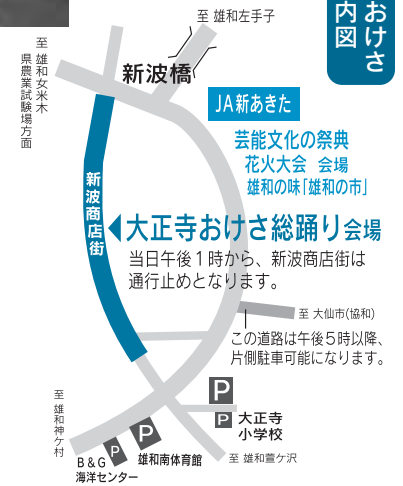 おけさ
内図
至 雄和左手子
至 雄和女米木
県農業試験場方面
新波橋
JA新あきた
芸能文化の祭典
花火大会 会場
雄和の味「雄和の市」
新波商店街
大正寺おけさ総踊り会場
当日午後1時から、新波商店街は
通行止めとなります。
至 大仙市(協和)
この道路は午後5時以降、
片側駐車可能になります。
至 雄和神ケ村
P
P
大正寺
小学校
P
P
雄和南体育館
B&G
海洋センター
至 雄和萱ケ沢